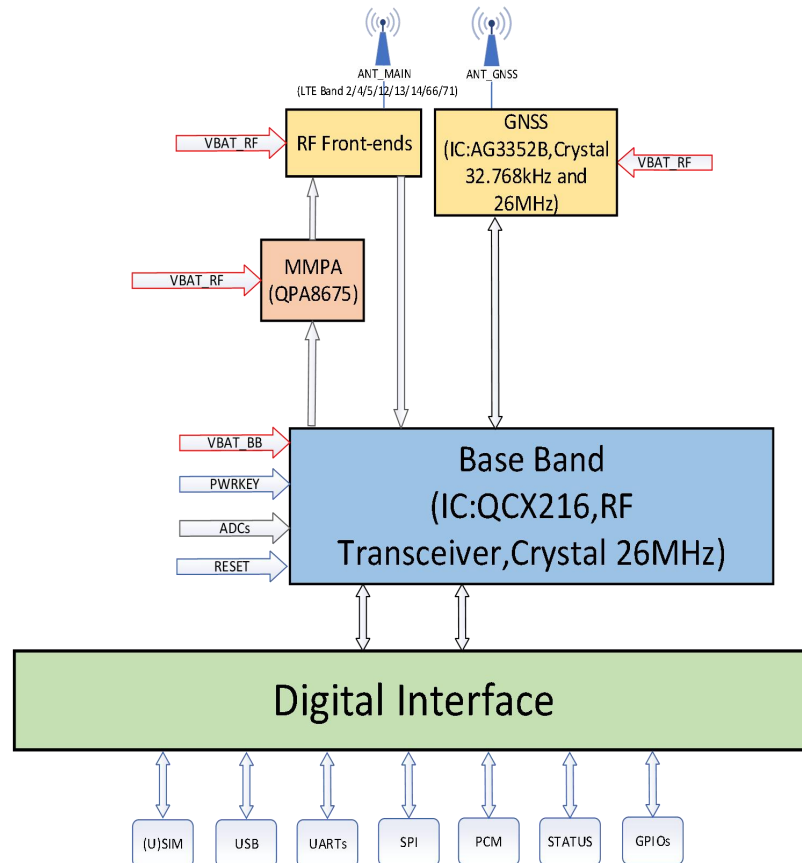 ANT_MAIN
(LTE Band 2/4/5/12/13/14/66/71)
ANT_GNSS
VBAT_RF
RF Front-ends
GNSS
(IC:AG3352B,Crystal
32.768kHz and
26MHz)
VBAT_RF
VBAT_RF
MMPA
(QPA8675)
VBAT_BB
PWRKEY
ADCs
RESET
Base Band
(IC:QCX216,RF
Transceiver,Crystal 26MHz)
Digital Interface
(U)SIM
USB
UARTs
SPI
PCM
STATUS
GPIOs